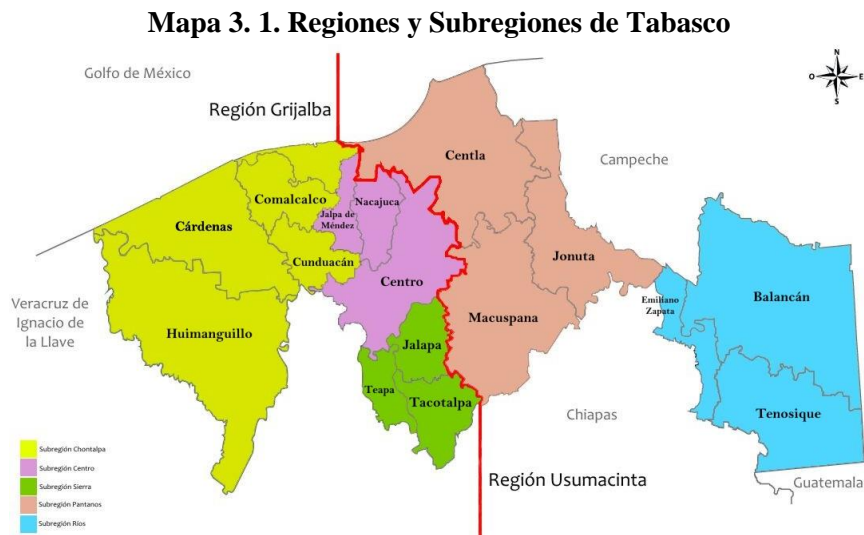 Mapa 3. 1. Regiones y Subregiones de Tabasco
Golfo de México
N
O
E
S
Región Grijalba
Centla
Campeche
Comalcalco
Nacajuca
Jalpa de
Méndez
Cárdenas
Cunduacán
Jonuta
Centro
Emiliano
Zapata
Balancán
Veracruz de
Ignacio de
la Llave
Huimanguillo
Macuspana
Jalapa
Teapa
Tacotalpa
Chiapas
Tenosique
Subregión Chontalpa
Subregión Centro
Subregión Sierra
Subregión Pantanos
Subregión Ríos
Región Usumacinta
Guatemala